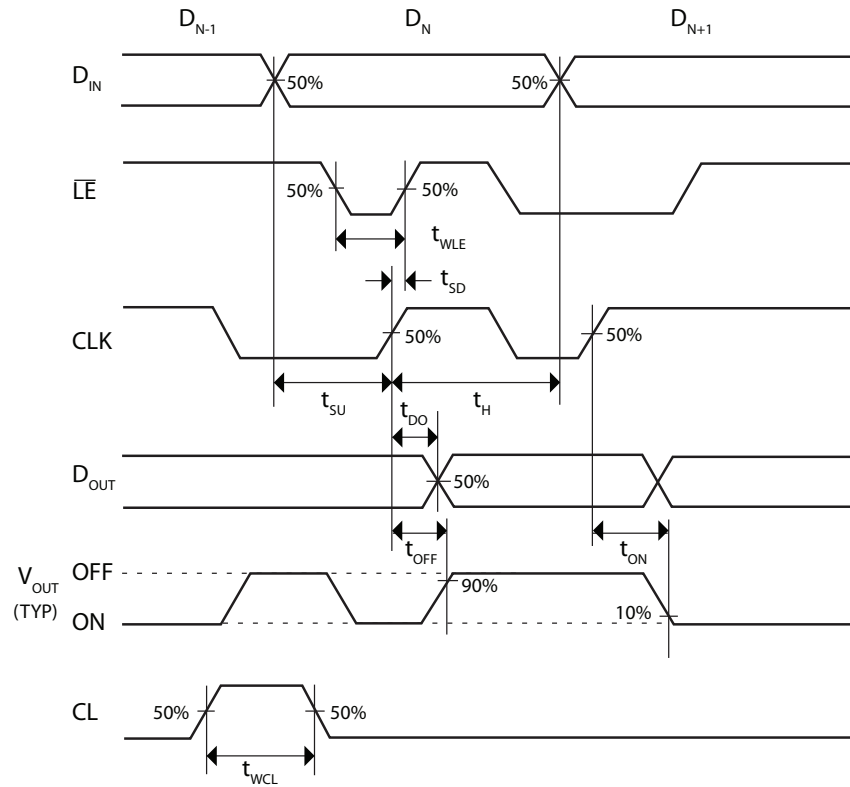 D_N-1 D_N D_N+1
D_IN 50% 50%
L̅E̅ 50% 50%
t_WLE
t_SD
CLK 50% 50%
t_SU t_H
t_DO
D_OUT 50%
t_OFF t_ON
V_OUT OFF
(TYP) 90%
ON 10%
CL 50% 50%
t_WCL